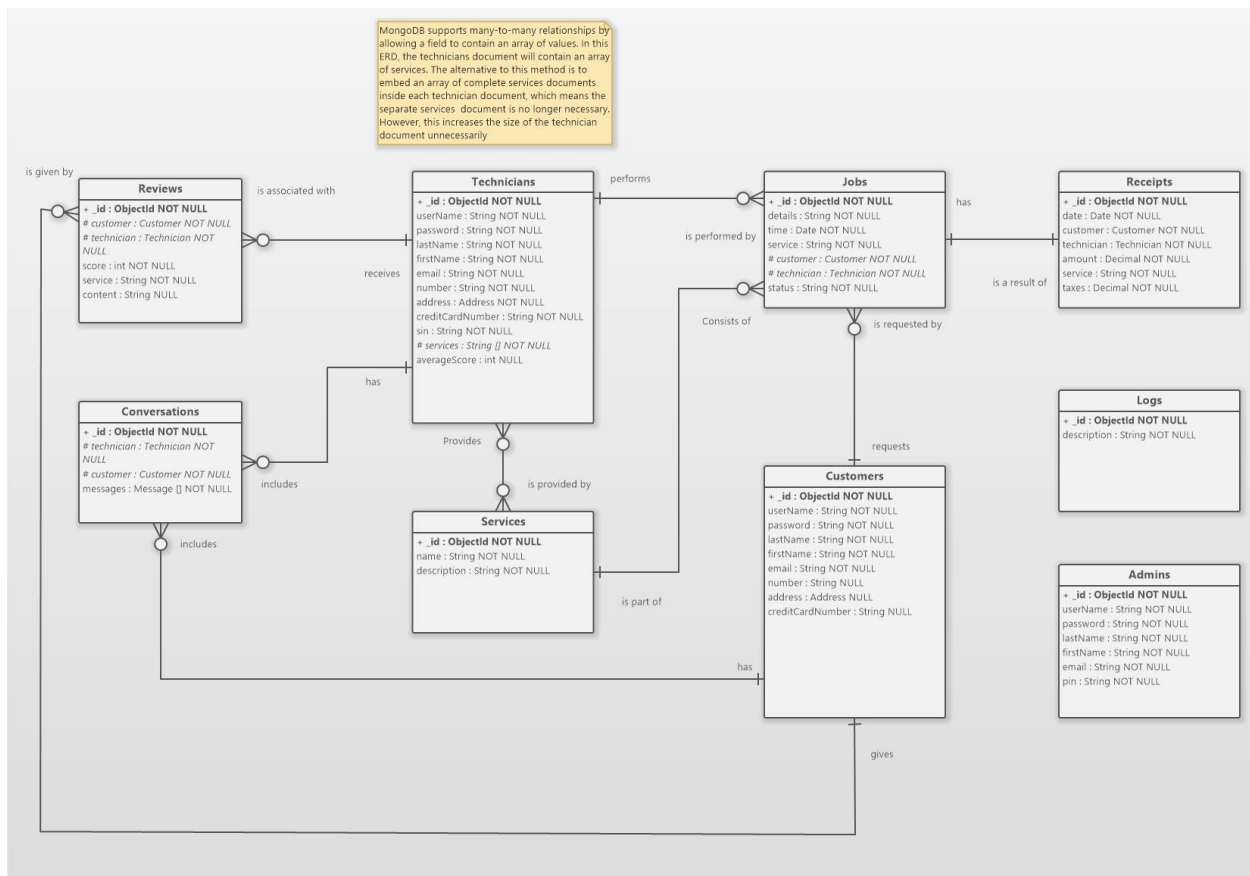 MongoDB supports many-to-many relationships by
allowing a field to contain an array of values. In this
ERD, the technicians document will contain an array
of services. The alternative to this method is to
embed an array of complete services documents
inside each technician document, which means the
separate services document is no longer necessary.
However, this increases the size of the technician
document unnecessarily
is given by
Reviews
+ _id : ObjectId NOT NULL
# customer : Customer NOT NULL
# technician : Technician NOT
NULL
score : int NOT NULL
service : String NOT NULL
content : String NULL
is associated with
receives
Technicians
+ _id : ObjectId NOT NULL
userName : String NOT NULL
password : String NOT NULL
lastName : String NOT NULL
firstName : String NOT NULL
email : String NOT NULL
number : String NOT NULL
address : Address NOT NULL
creditCardNumber : String NOT NULL
sin : String NOT NULL
# services : String [] NOT NULL
averageScore : int NULL
performs
is performed by
Consists of
Jobs
+ _id : ObjectId NOT NULL
details : String NOT NULL
time : Date NOT NULL
service : String NOT NULL
# customer : Customer NOT NULL
# technician : Technician NOT NULL
status : String NOT NULL
has
is a result of
Receipts
+ _id : ObjectId NOT NULL
date : Date NOT NULL
customer : Customer NOT NULL
technician : Technician NOT NULL
amount : Decimal NOT NULL
service : String NOT NULL
taxes : Decimal NOT NULL
is requested by
requests
has
Conversations
+ _id : ObjectId NOT NULL
# technician : Technician NOT
NULL
# customer : Customer NOT NULL
messages : Message [] NOT NULL
includes
includes
Provides
is provided by
Services
+ _id : ObjectId NOT NULL
name : String NOT NULL
description : String NOT NULL
is part of
Customers
+ _id : ObjectId NOT NULL
userName : String NOT NULL
password : String NOT NULL
lastName : String NOT NULL
firstName : String NOT NULL
email : String NOT NULL
number : String NULL
address : Address NULL
creditCardNumber : String NULL
has
gives
Logs
+ _id : ObjectId NOT NULL
description : String NOT NULL
Admins
+ _id : ObjectId NOT NULL
userName : String NOT NULL
password : String NOT NULL
lastName : String NOT NULL
firstName : String NOT NULL
email : String NOT NULL
pin : String NOT NULL